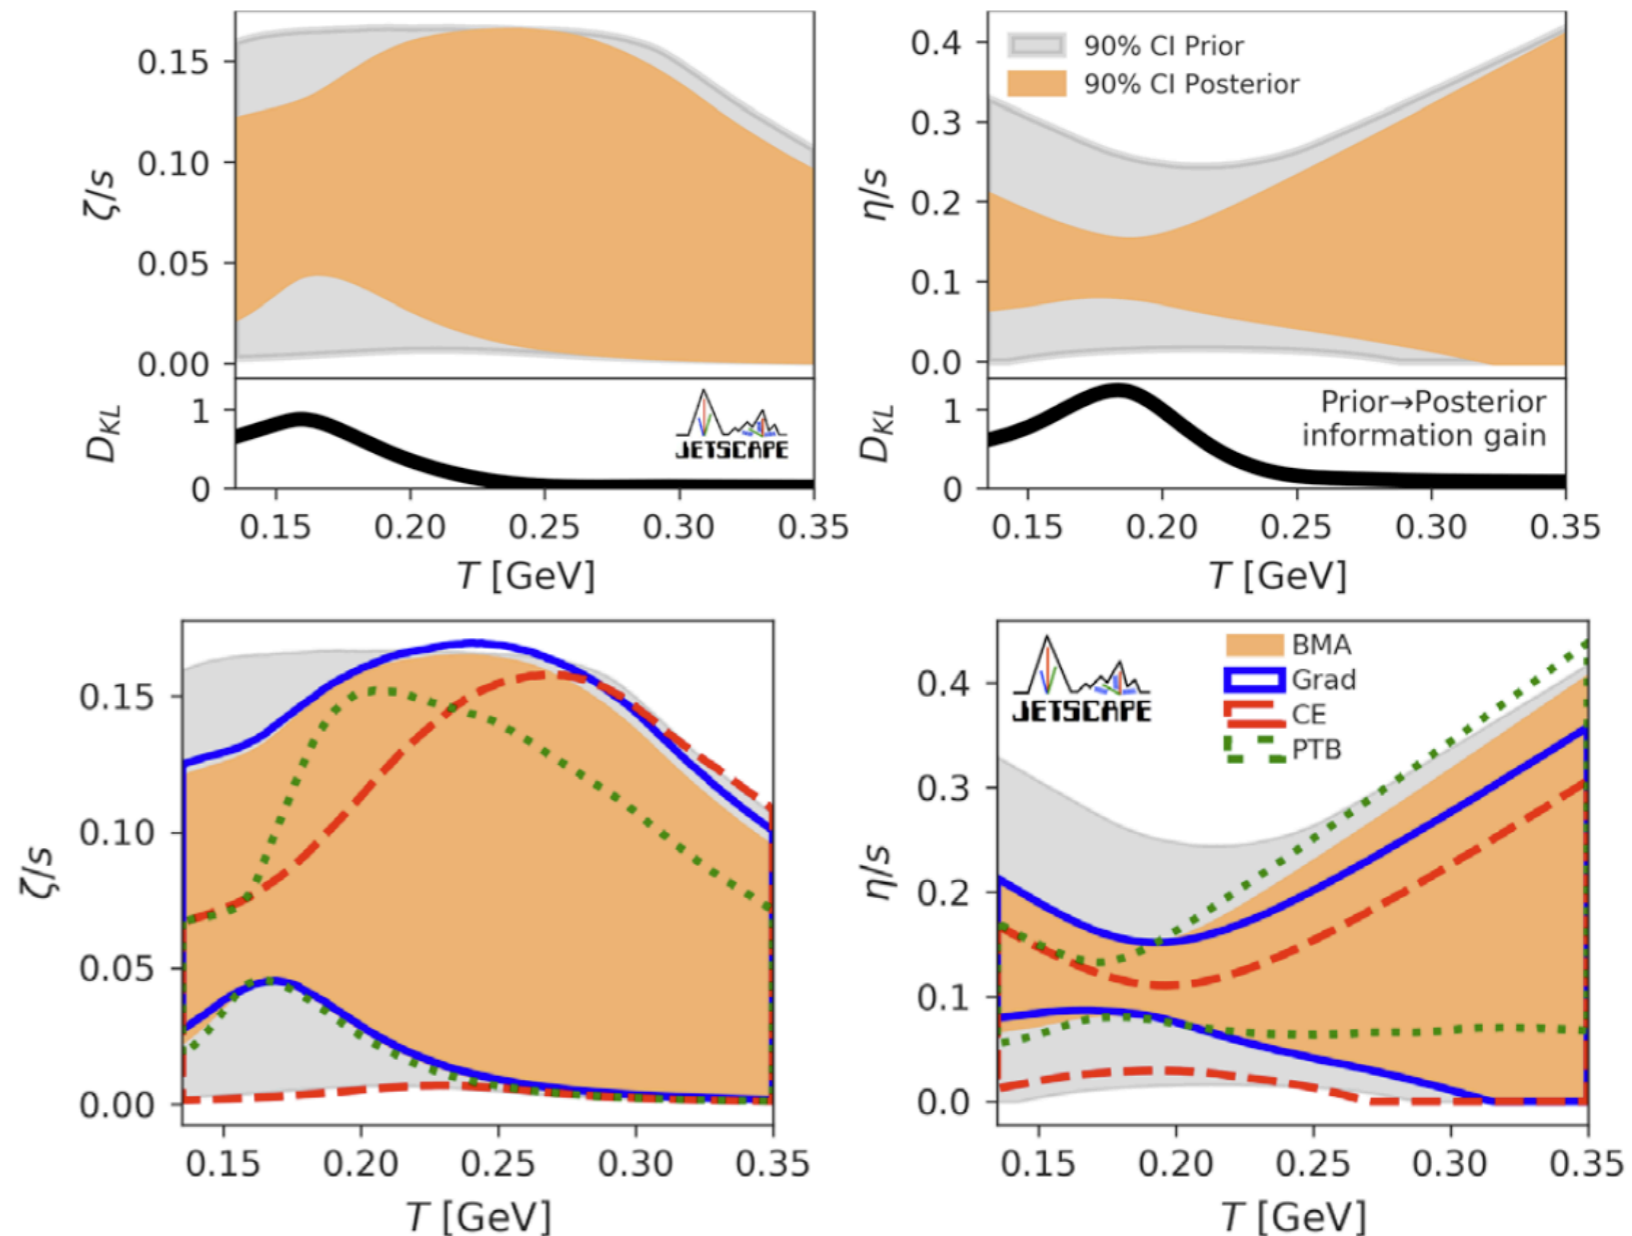 0.15
0.10
0.05
0.00
ζ/s
1
0
D_KL
JETSCAPE
0.15 0.20 0.25 0.30 0.35
T [GeV]
0.4
0.3
0.2
0.1
0.0
η/s
90% CI Prior
90% CI Posterior
1
0
D_KL
Prior→Posterior
information gain
0.15 0.20 0.25 0.30 0.35
T [GeV]
0.15
0.10
0.05
0.00
ζ/s
0.15 0.20 0.25 0.30 0.35
T [GeV]
0.4
0.3
0.2
0.1
0.0
η/s
JETSCAPE
BMA
Grad
CE
PTB
0.15 0.20 0.25 0.30 0.35
T [GeV]